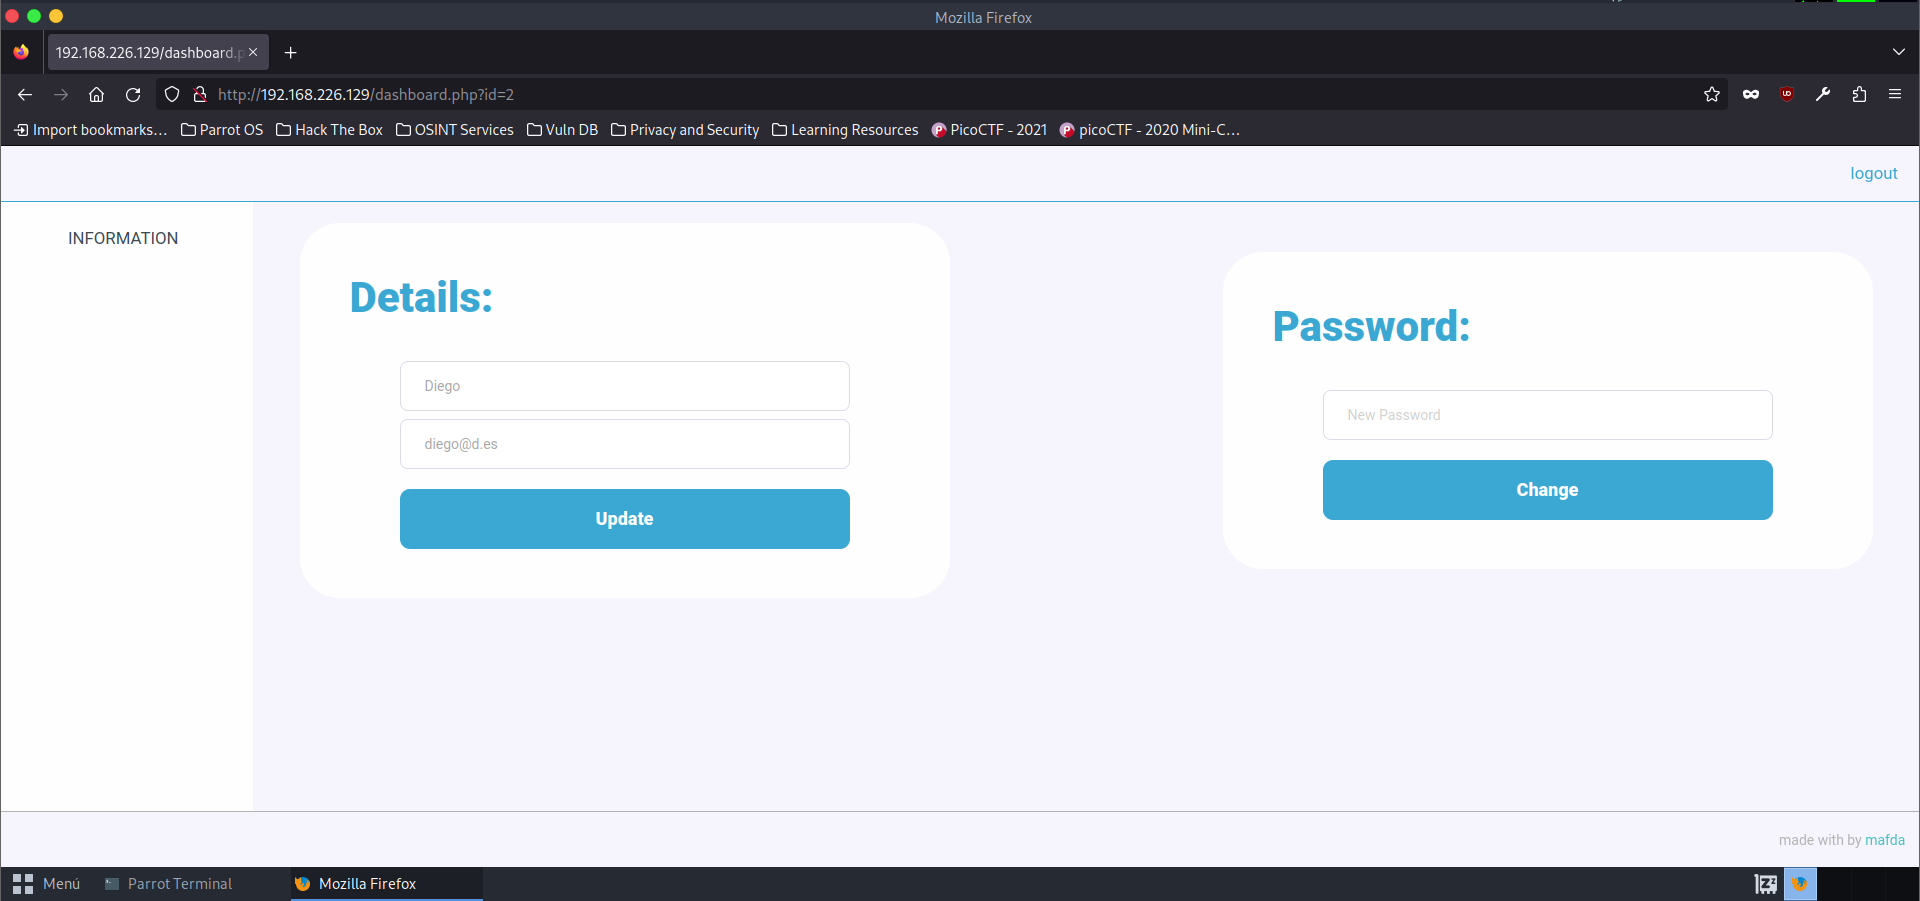 Mozilla Firefox
192.168.226.129/dashboard.p
http://192.168.226.129/dashboard.php?id=2
Import bookmarks... Parrot OS Hack The Box OSINT Services Vuln DB Privacy and Security Learning Resources PicoCTF - 2021 picoCTF - 2020 Mini-C...
logout
INFORMATION
Details:
Diego
diego@d.es
Update
Password:
New Password
Change
made with by mafda
Menú Parrot Terminal Mozilla Firefox